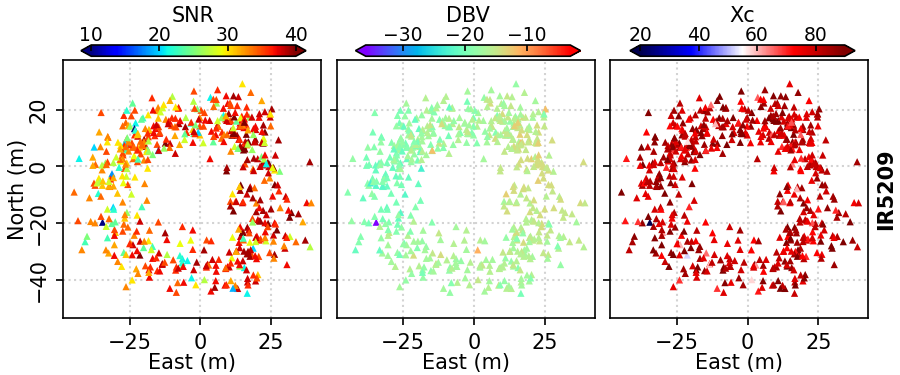 SNR DBV Xc
10 20 30 40 −30 −20 −10 20 40 60 80
North (m)
20
0
−20
−40
IR5209
−25 0 25 −25 0 25 −25 0 25
East (m) East (m) East (m)